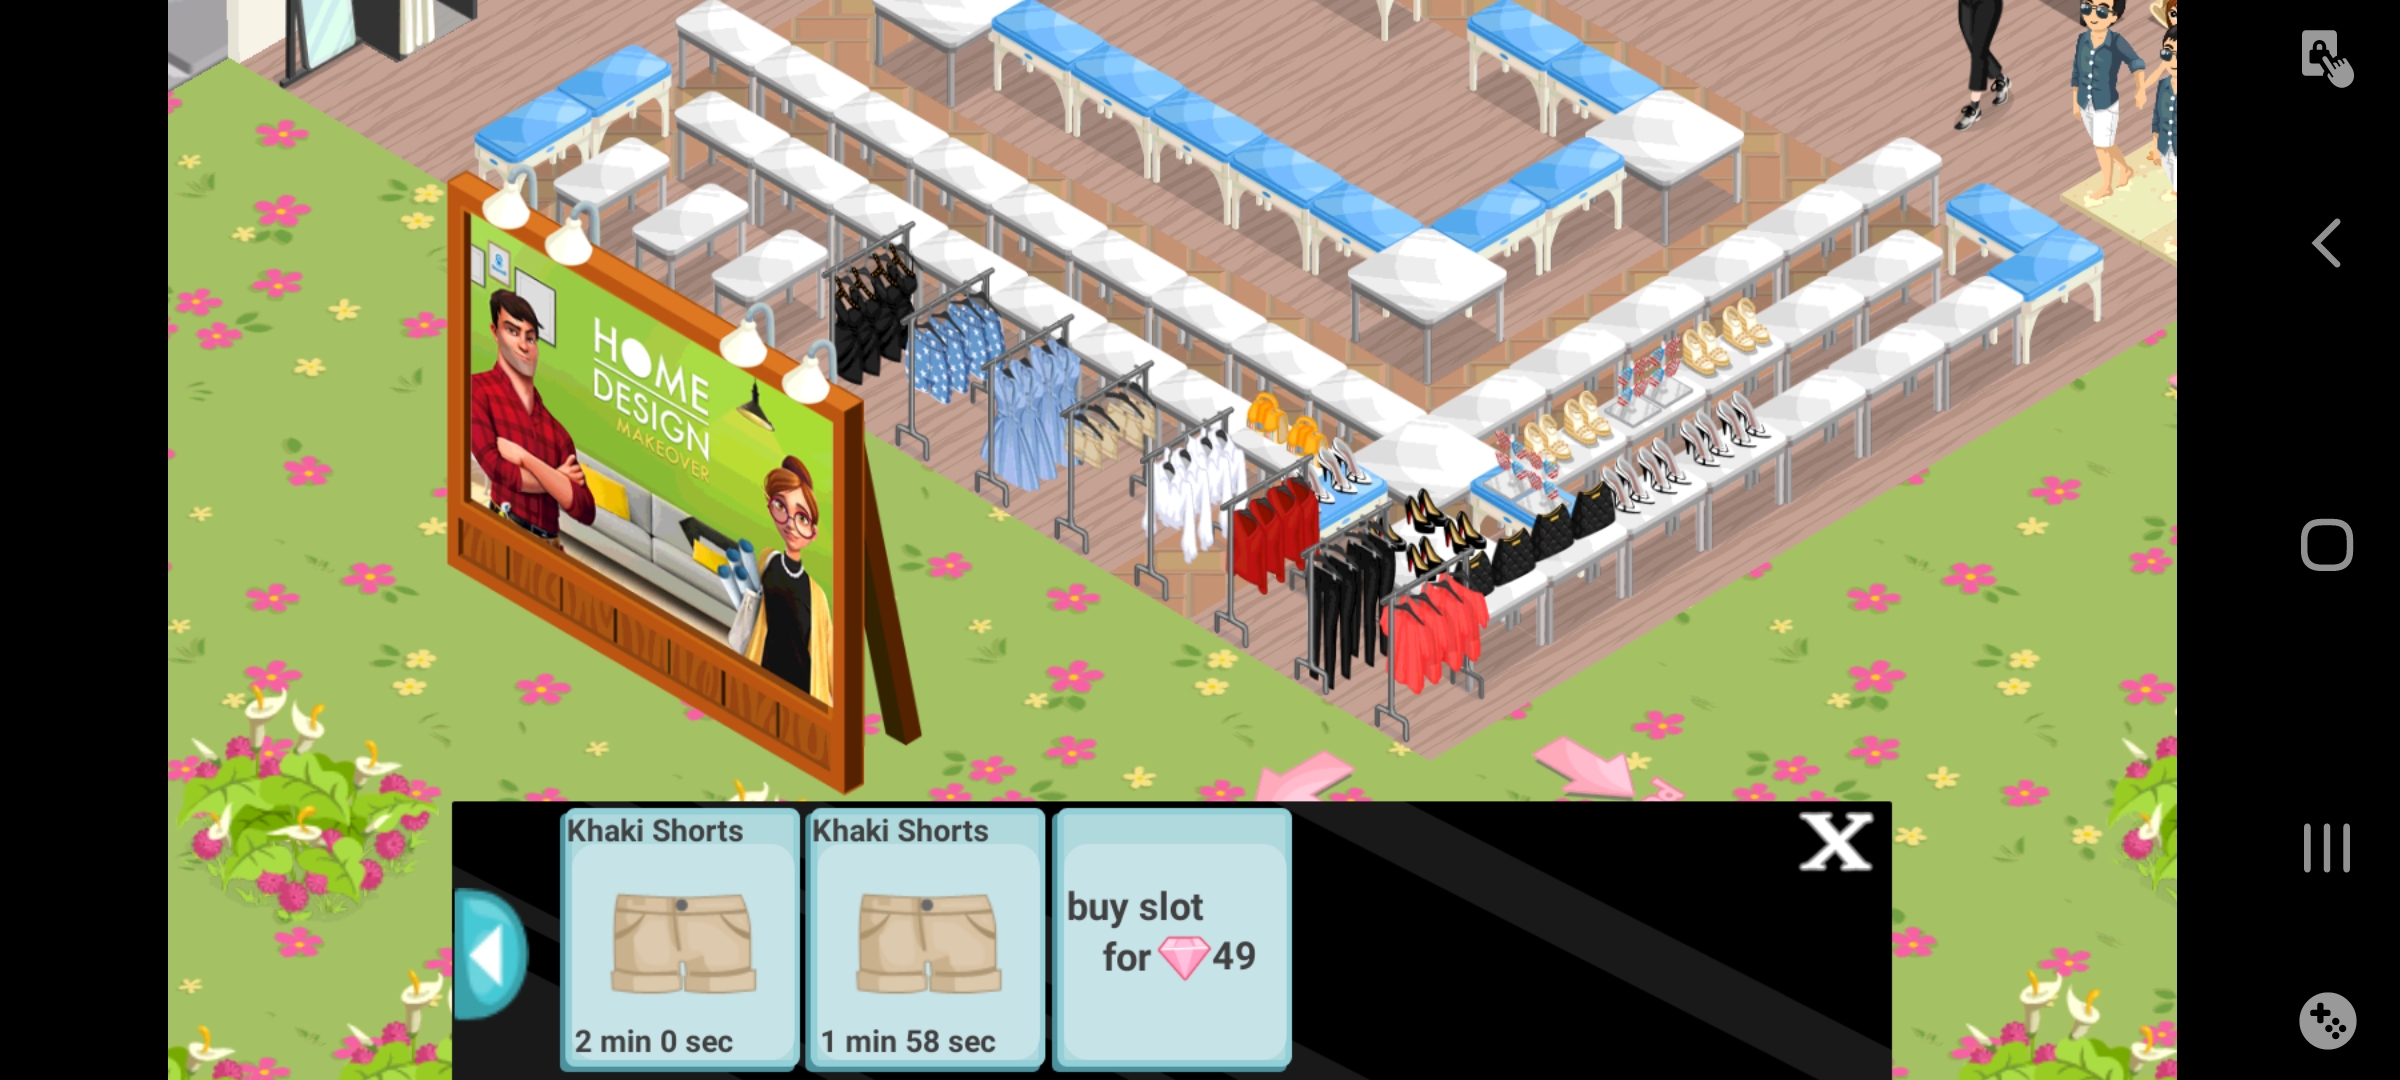 HOME
DESIGN
MAKEOVER
Khaki Shorts
2 min 0 sec
Khaki Shorts
1 min 58 sec
buy slot
for 49
X